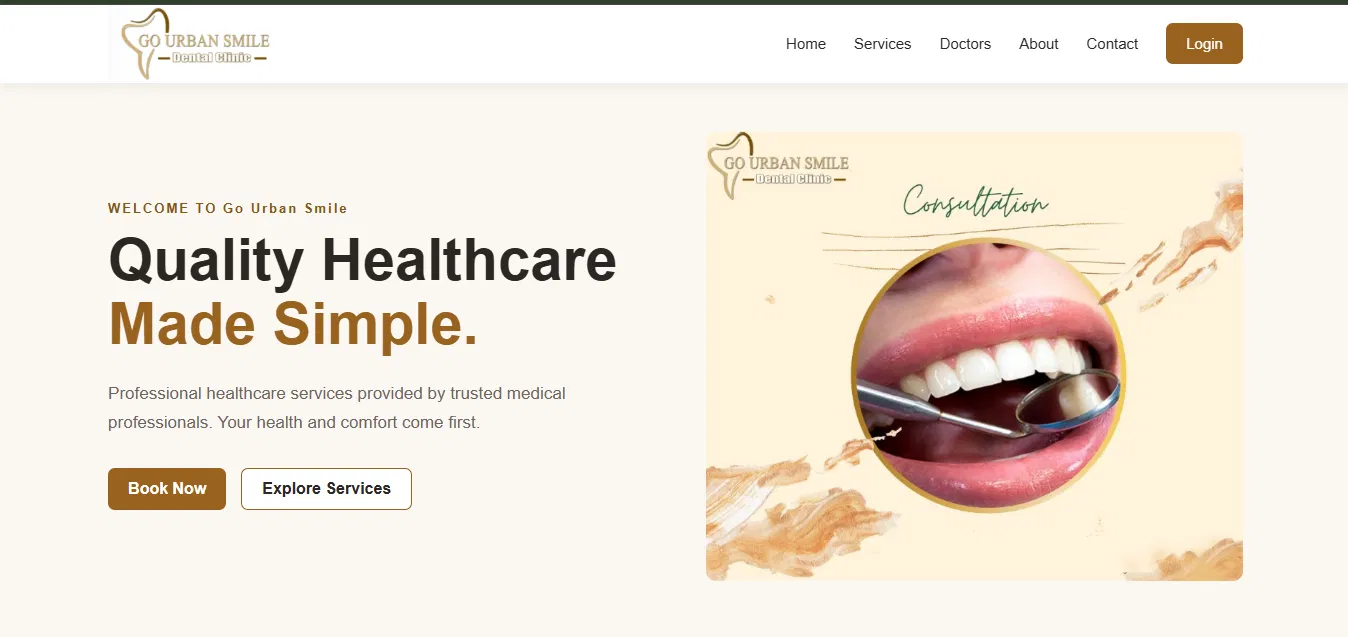 GO URBAN SMILE
Dental Clinic
Home
Services
Doctors
About
Contact
Login
WELCOME TO Go Urban Smile
Quality Healthcare
Made Simple.
Professional healthcare services provided by trusted medical
professionals. Your health and comfort come first.
Book Now
Explore Services
GO URBAN SMILE
Dental Clinic
Consultation